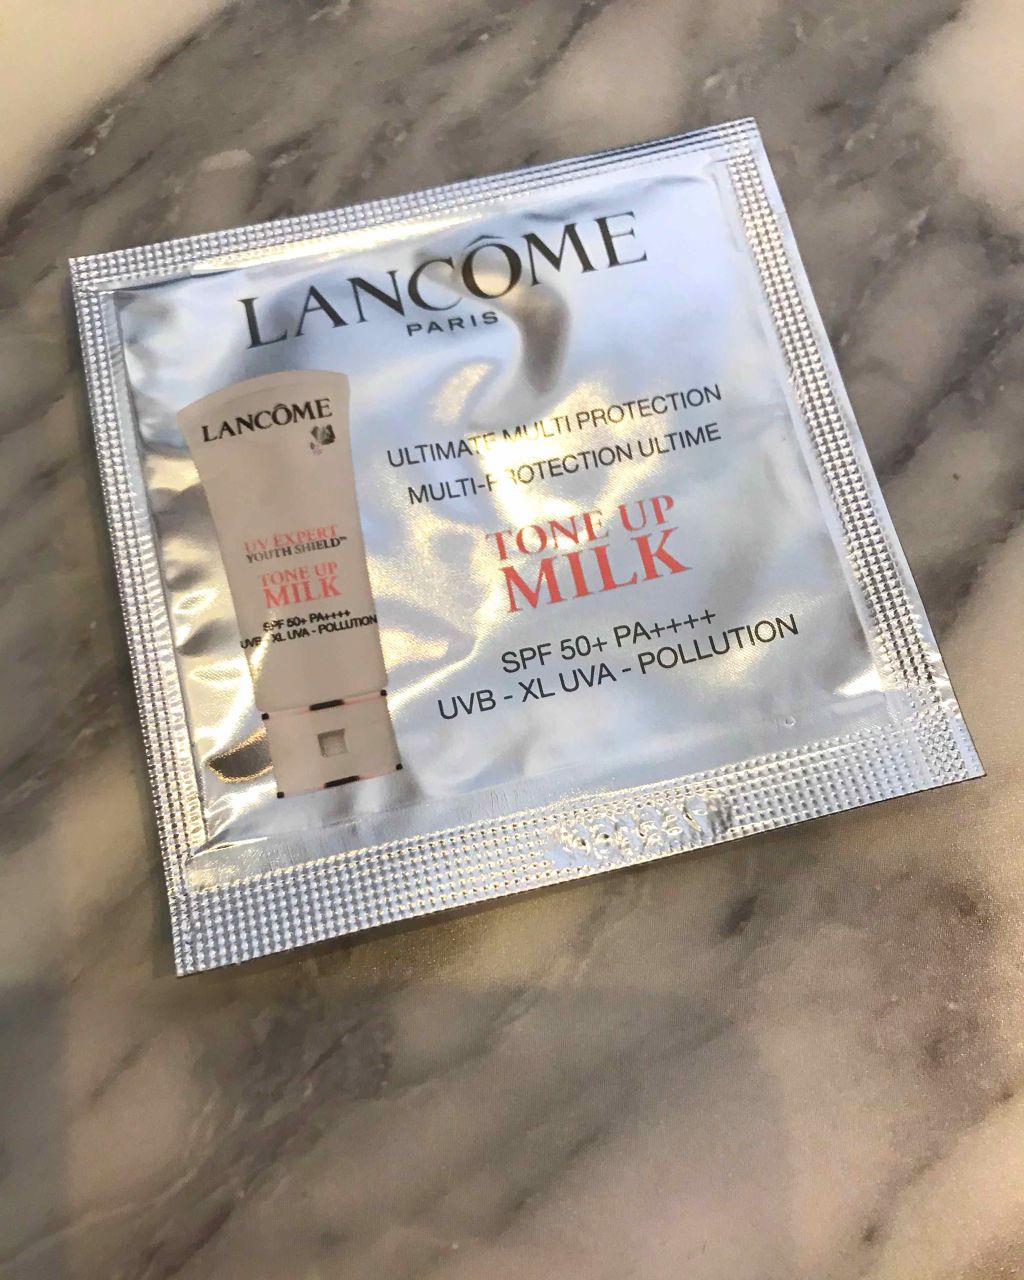 LANCÔME
PARIS
ULTIMATE MULTI PROTECTION
MULTI-PROTECTION ULTIME
TONE UP
MILK
SPF 50+ PA++++
UVB - XL UVA - POLLUTION
LANCÔME
UV EXPERT
YOUTH SHIELD™
TONE UP
MILK
SPF 50+ PA++++
UVB - XL UVA - POLLUTION